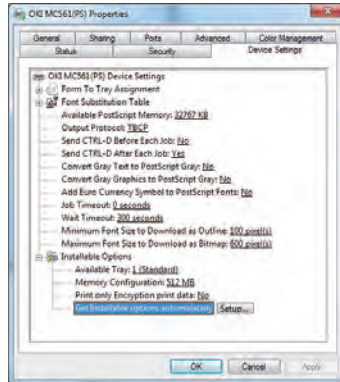 OKI MC561(PS) Properties
General Sharing Ports Advanced Color Management
Status Security Device Settings
OKI MC561(PS) Device Settings
Form To Tray Assignment
Font Substitution Table
Available PostScript Memory: 32767 KB
Output Protocol: TBCP
Send CTRL-D Before Each Job: No
Send CTRL-D After Each Job: Yes
Convert Gray Text to PostScript Gray: No
Convert Gray Graphics to PostScript Gray: No
Add Euro Currency Symbol to PostScript Fonts: No
Job Timeout: 0 seconds
Wait Timeout: 300 seconds
Minimum Font Size to Download as Outline: 100 pixel(s)
Maximum Font Size to Download as Bitmap: 600 pixel(s)
Installable Options
Available Tray: 1 (Standard)
Memory Configuration: 512 MB
Print only Encryption print data: No
Get installable options automatically Setup...
OK Cancel Apply